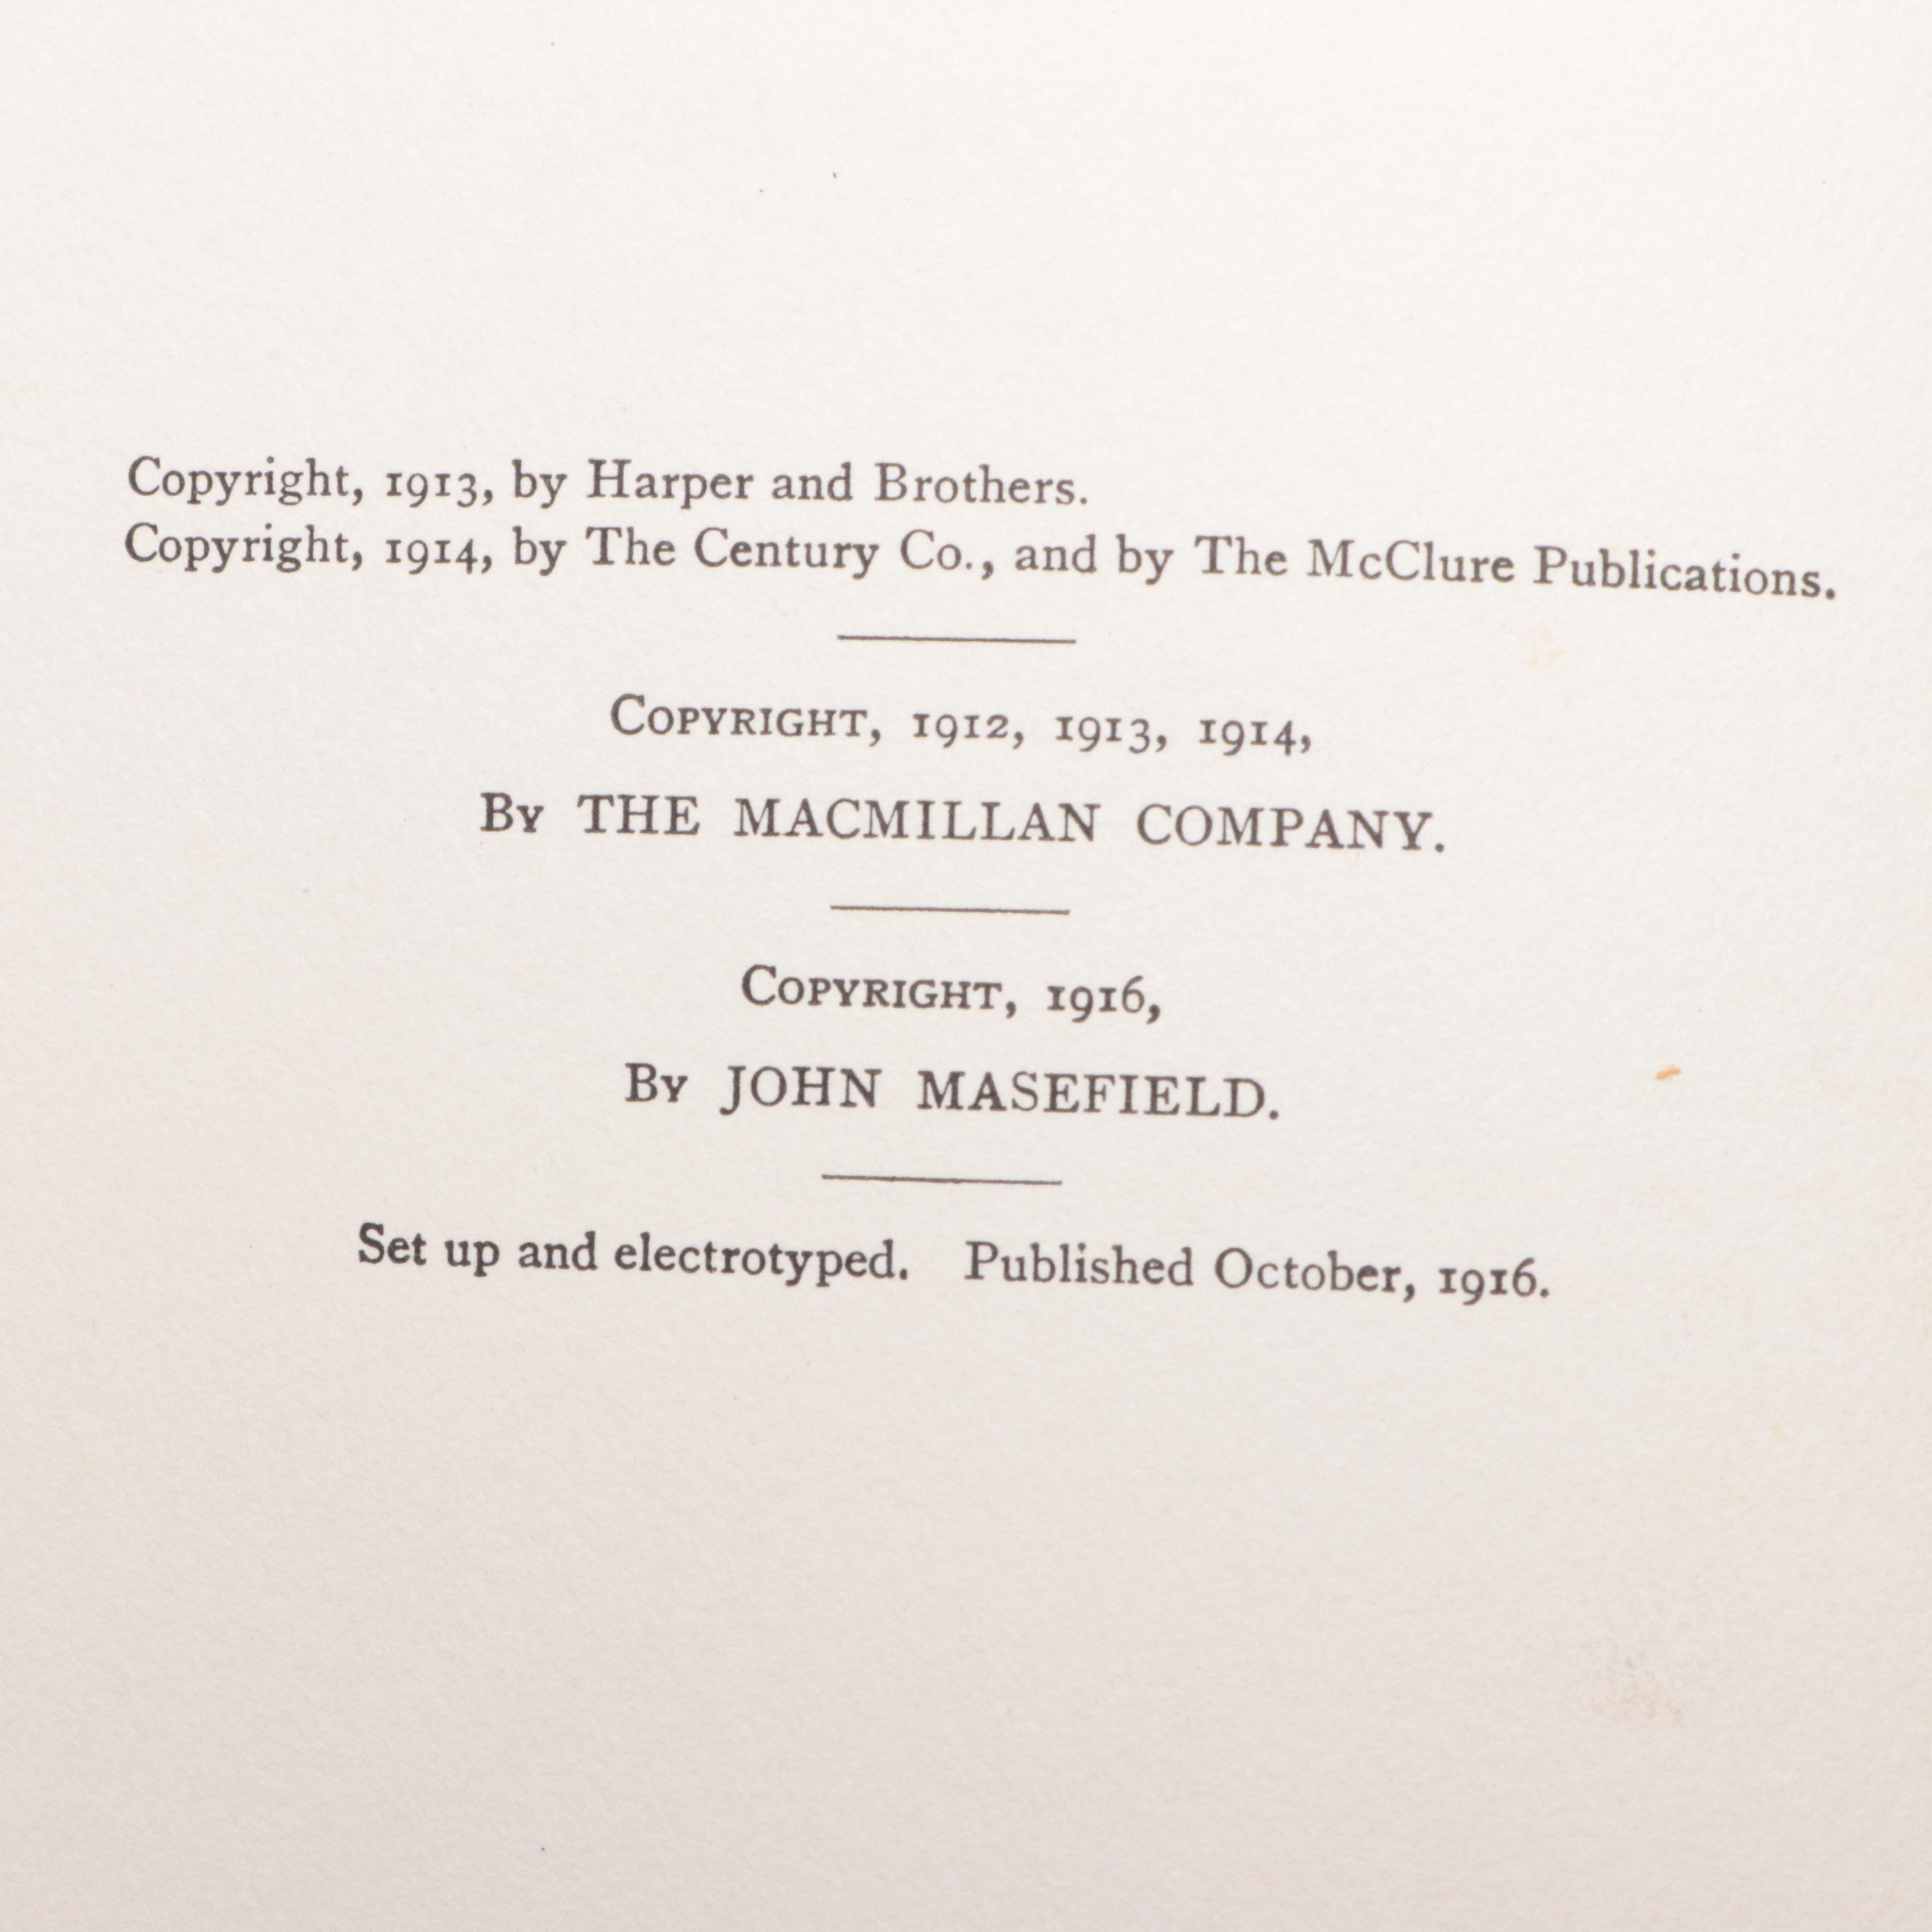 Copyright, 1913, by Harper and Brothers.
Copyright, 1914, by The Century Co., and by The McClure Publications.
Copyright, 1912, 1913, 1914,
By THE MACMILLAN COMPANY.
Copyright, 1916,
By JOHN MASEFIELD.
Set up and electrotyped. Published October, 1916.